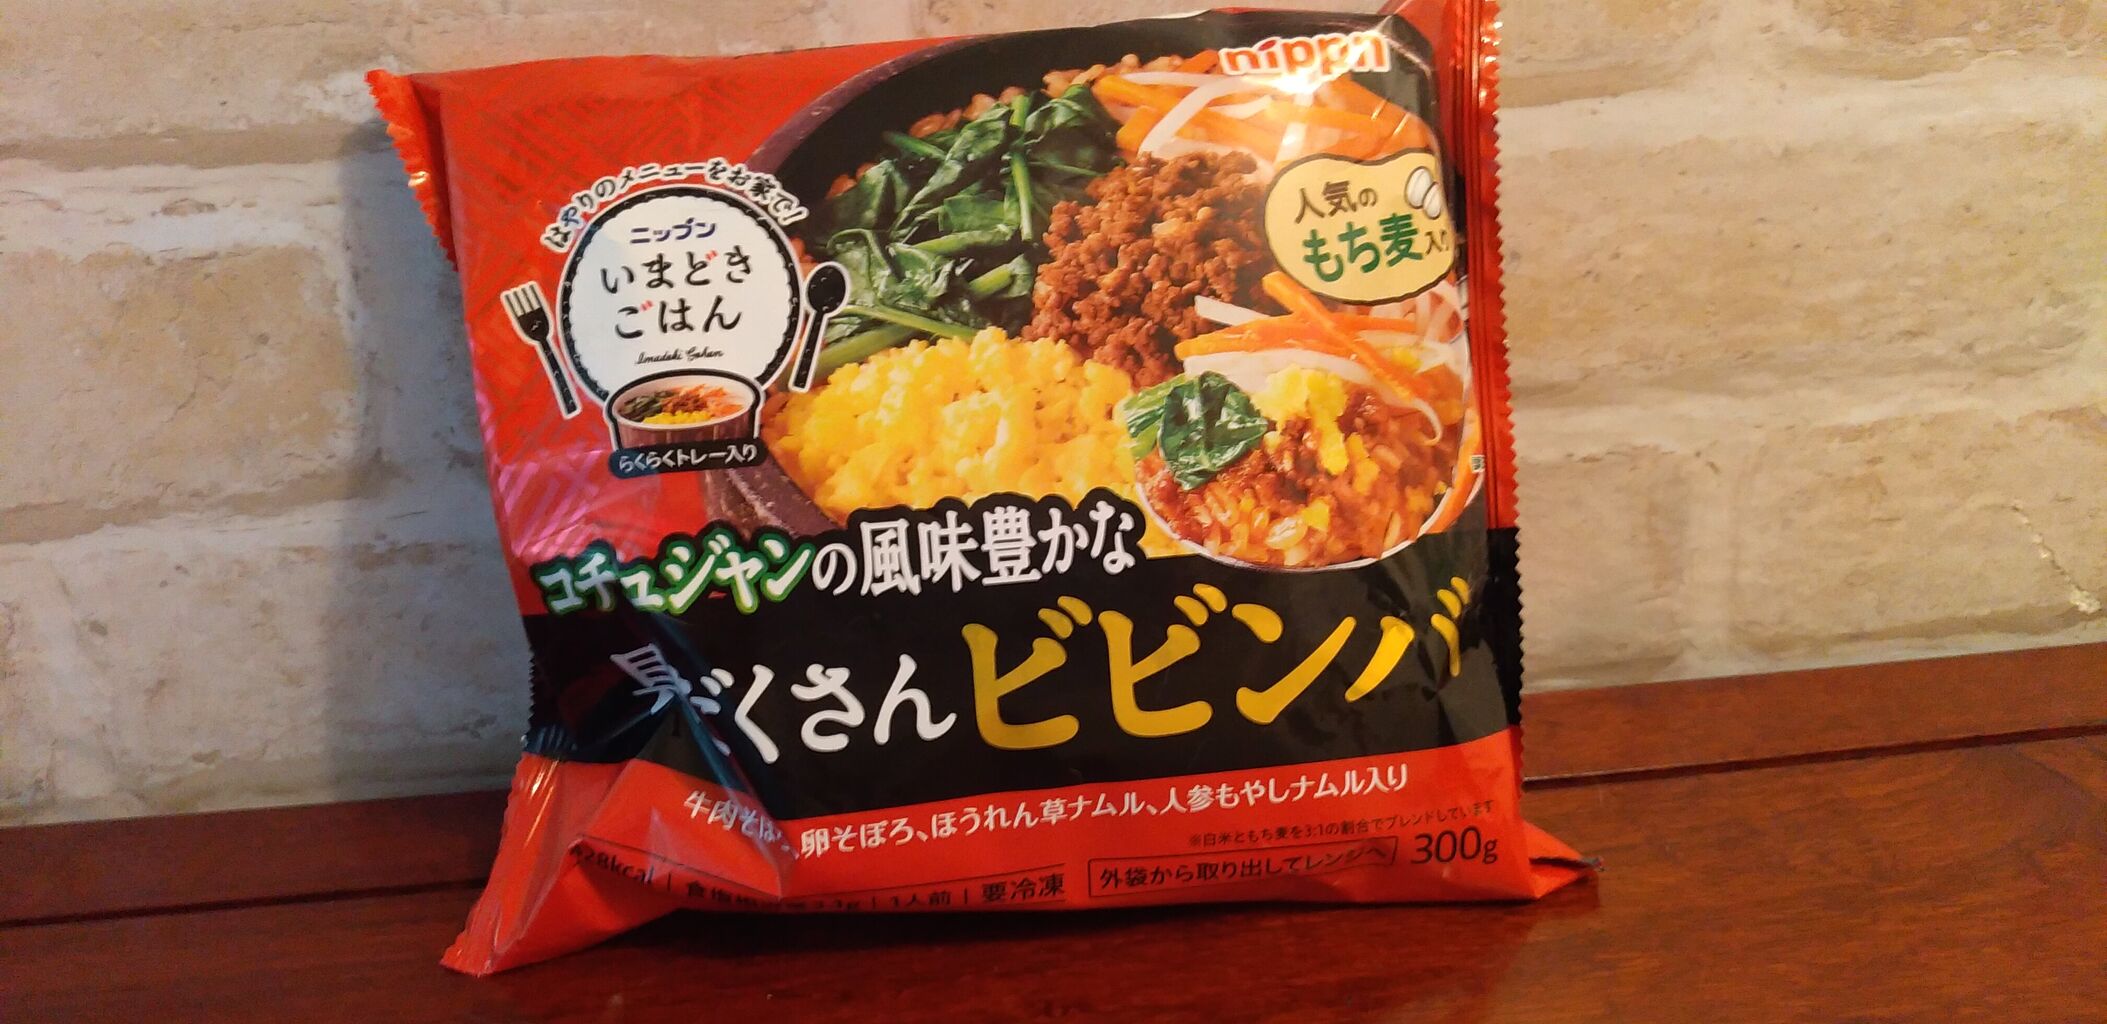 nippn
はやりのメニューをお家で!
ニップン
いまどき
ごはん
Imadoki Gohan
らくらくトレー入り
人気の
もち麦入り
コチュジャンの風味豊かな
具だくさんビビンバ
牛肉そぼろ、卵そぼろ、ほうれん草ナムル、人参もやしナムル入り
※白米ともち麦を3:1の割合でブレンドしています
kcal | 1人前 | 要冷凍
外袋から取り出してレンジへ
300g